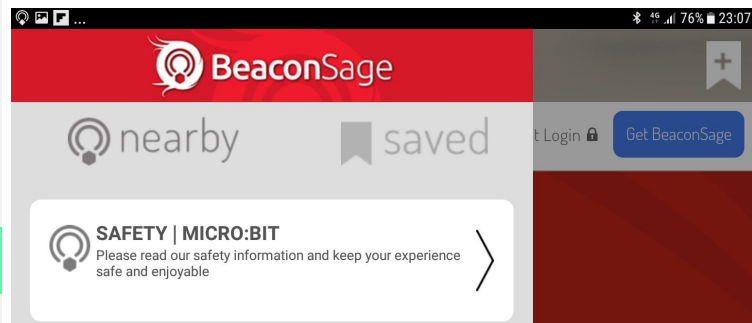 ... 4G 76% 23:07
BeaconSage
nearby saved
t Login Get BeaconSage
SAFETY | MICRO:BIT
Please read our safety information and keep your experience
safe and enjoyable